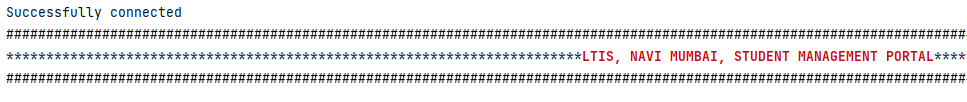 Successfully connected
########################################################################################################################
************************************************************************LTIS, NAVI MUMBAI, STUDENT MANAGEMENT PORTAL****
########################################################################################################################